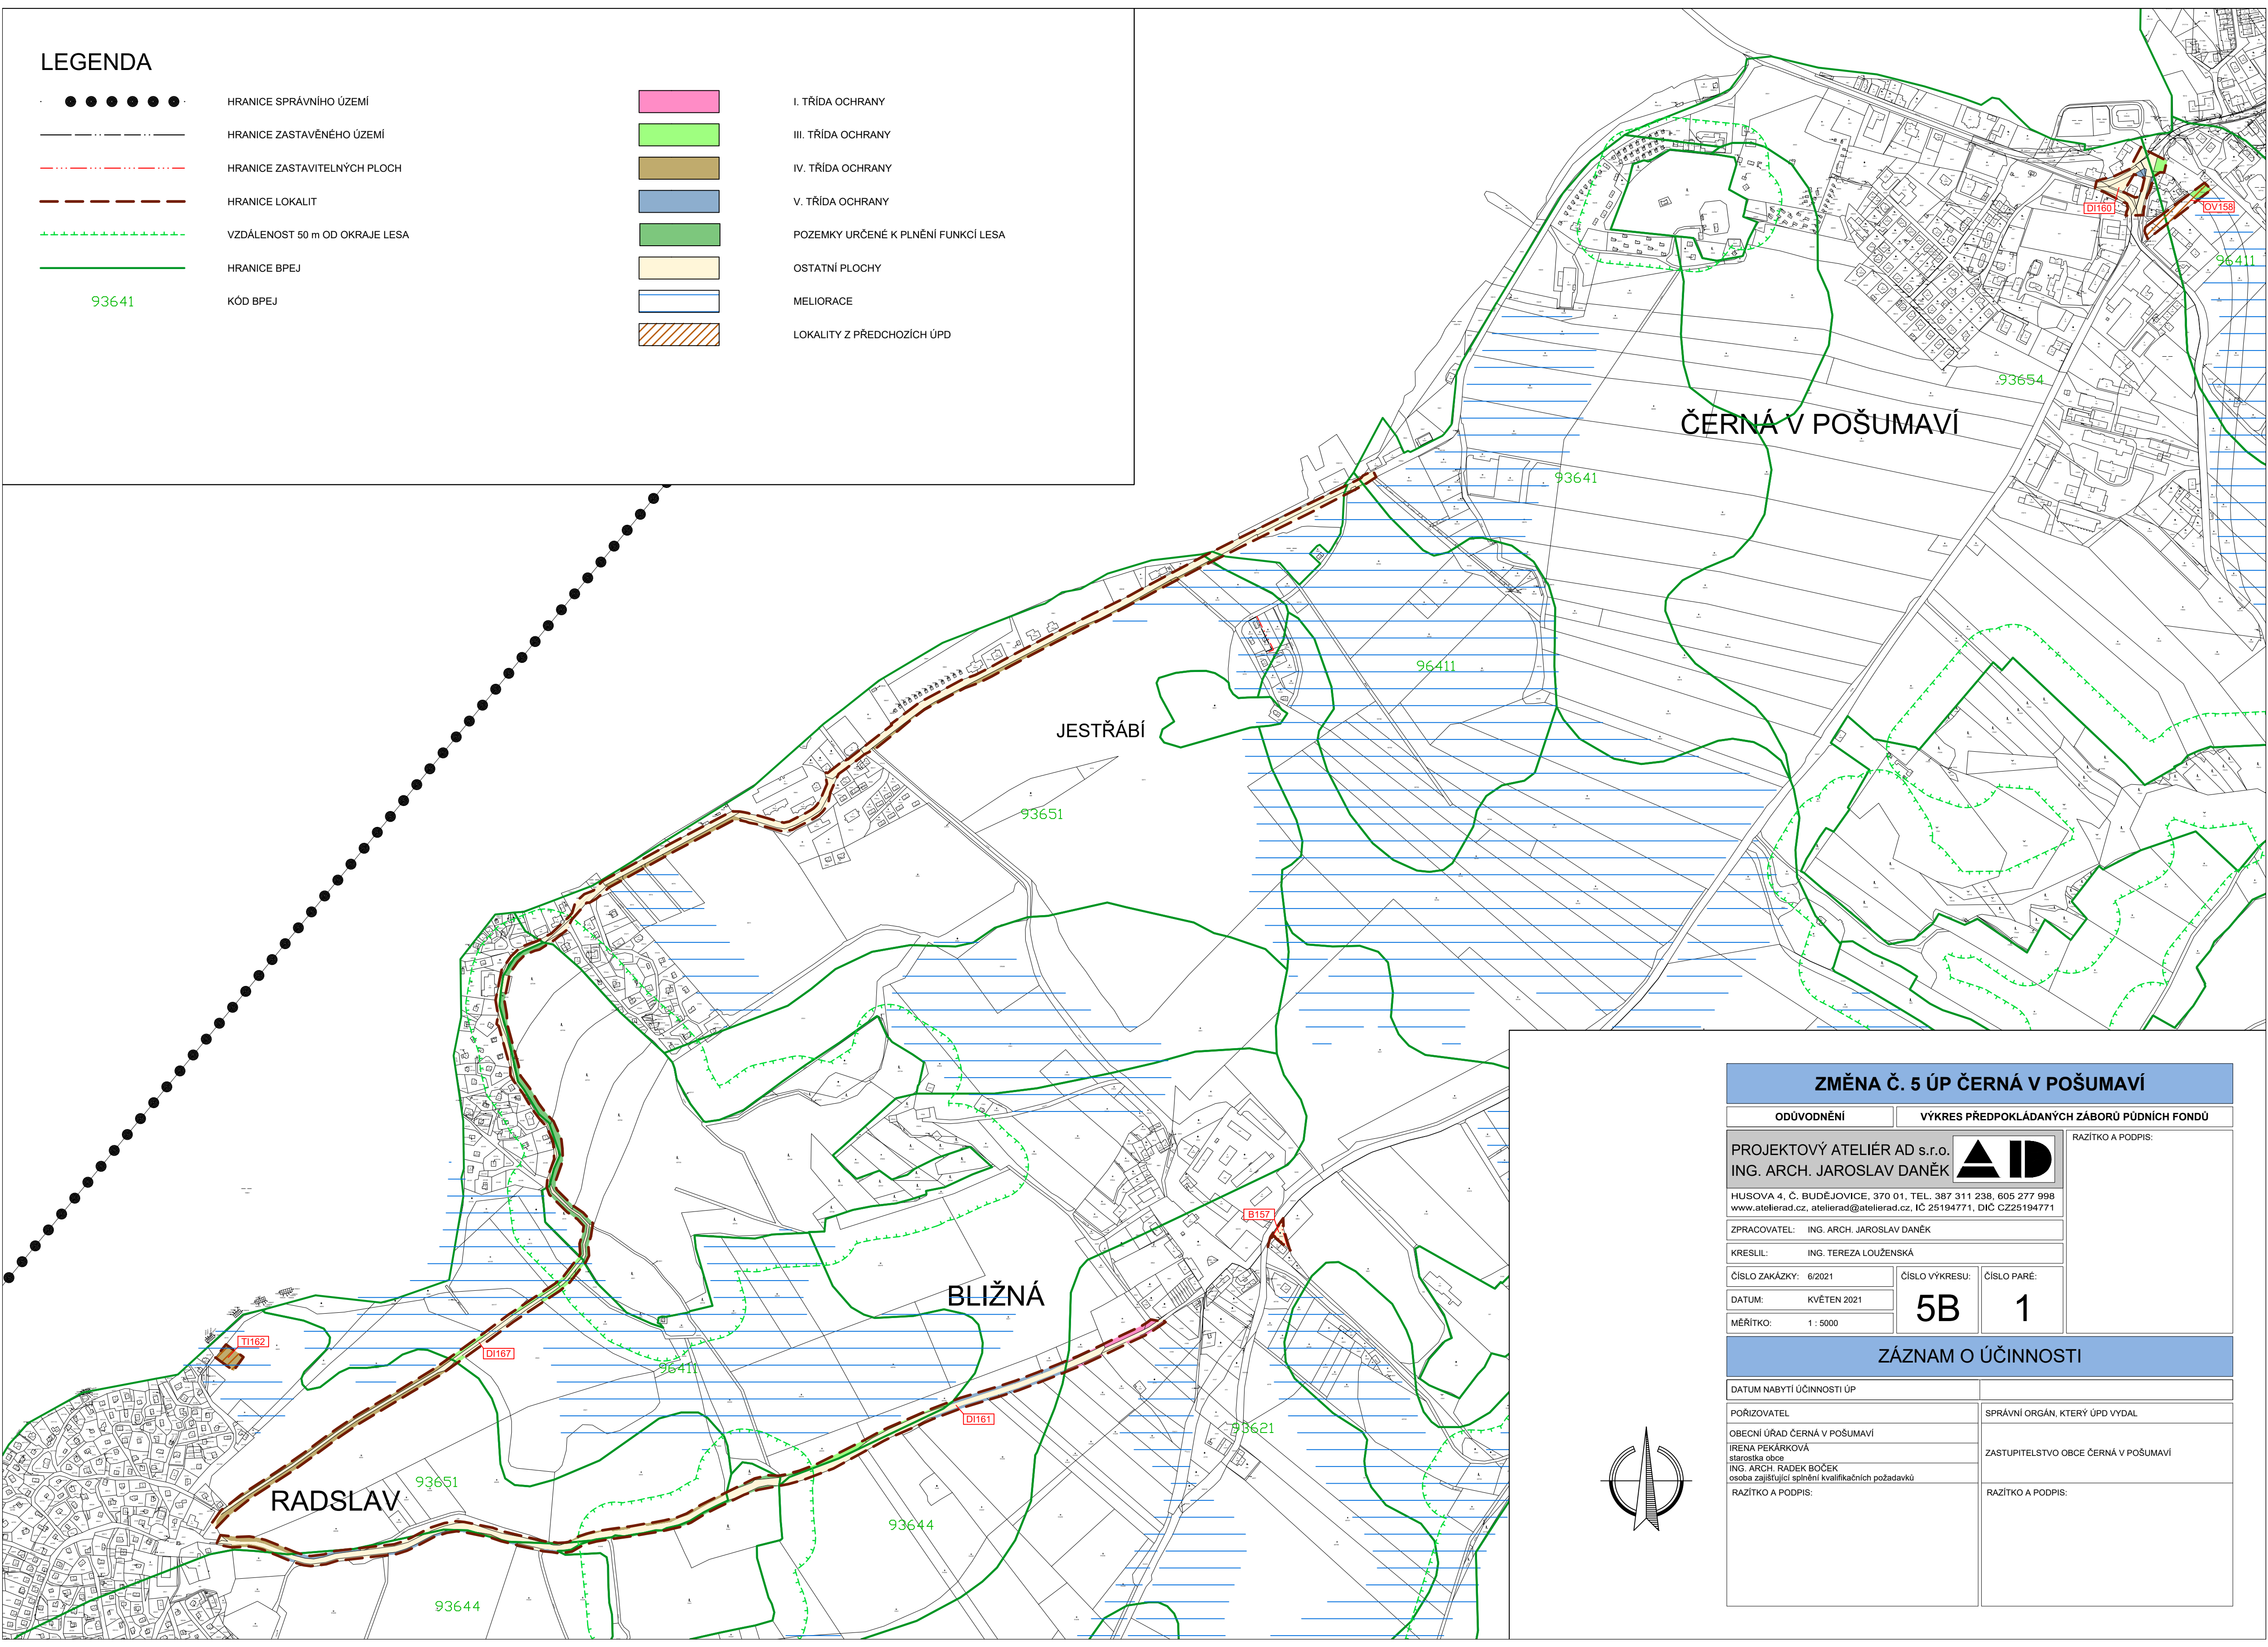 LEGENDA
HRANICE SPRÁVNÍHO ÚZEMÍ
HRANICE ZASTAVĚNÉHO ÚZEMÍ
HRANICE ZASTAVITELNÝCH PLOCH
HRANICE LOKALIT
VZDÁLENOST 50 m OD OKRAJE LESA
HRANICE BPEJ
93641 KÓD BPEJ
I. TŘÍDA OCHRANY
III. TŘÍDA OCHRANY
IV. TŘÍDA OCHRANY
V. TŘÍDA OCHRANY
POZEMKY URČENÉ K PLNĚNÍ FUNKCÍ LESA
OSTATNÍ PLOCHY
MELIORACE
LOKALITY Z PŘEDCHOZÍCH ÚPD
DI160
OV158
96411
93654
ČERNÁ V POŠUMAVÍ
93641
96411
JESTŘÁBÍ
93651
B157
BLIŽNÁ
TI162
DI167
96411
DI161
93621
93651
RADSLAV
93644
93644
ZMĚNA Č. 5 ÚP ČERNÁ V POŠUMAVÍ
ODŮVODNĚNÍ
VÝKRES PŘEDPOKLÁDANÝCH ZÁBORŮ PŮDNÍCH FONDŮ
PROJEKTOVÝ ATELIÉR AD s.r.o.
ING. ARCH. JAROSLAV DANĚK
AD
RAZÍTKO A PODPIS:
HUSOVA 4, Č. BUDĚJOVICE, 370 01, TEL. 387 311 238, 605 277 998
www.atelierad.cz, atelierad@atelierad.cz, IČ 25194771, DIČ CZ25194771
ZPRACOVATEL: ING. ARCH. JAROSLAV DANĚK
KRESLIL: ING. TEREZA LOUŽENSKÁ
ČÍSLO ZAKÁZKY: 6/2021
DATUM: KVĚTEN 2021
MĚŘÍTKO: 1 : 5000
ČÍSLO VÝKRESU:
5B
ČÍSLO PARÉ:
1
ZÁZNAM O ÚČINNOSTI
DATUM NABYTÍ ÚČINNOSTI ÚP
POŘIZOVATEL
OBECNÍ ÚŘAD ČERNÁ V POŠUMAVÍ
IRENA PEKÁRKOVÁ
starostka obce
ING. ARCH. RADEK BOČEK
osoba zajišťující splnění kvalifikačních požadavků
RAZÍTKO A PODPIS:
SPRÁVNÍ ORGÁN, KTERÝ ÚPD VYDAL
ZASTUPITELSTVO OBCE ČERNÁ V POŠUMAVÍ
RAZÍTKO A PODPIS: